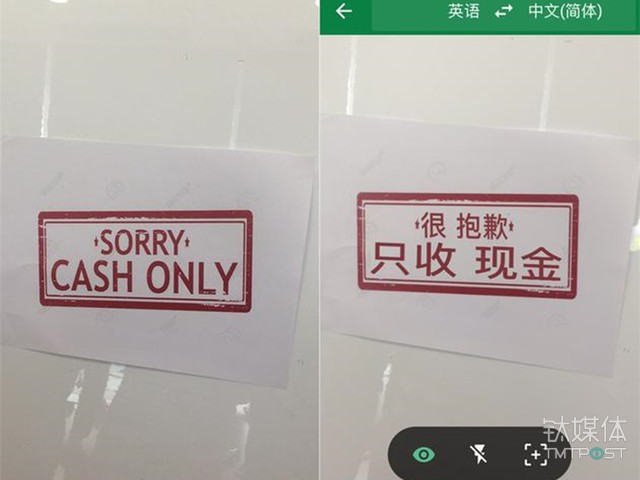 SORRY
CASH ONLY
英语 中文(简体)
很 抱歉
只收 现金
钛媒体
TMTPOST